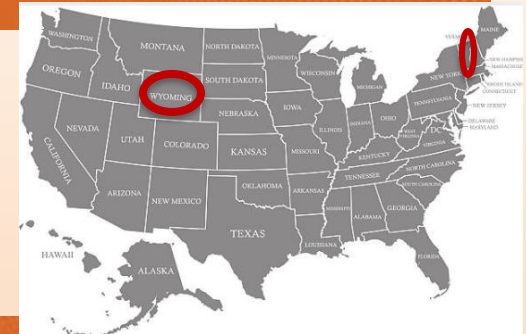 WASHINGTON
MONTANA
NORTH DAKOTA
MINNESOTA
MAINE
OREGON
IDAHO
WYOMING
SOUTH DAKOTA
WISCONSIN
MICHIGAN
NEW YORK
RHODE ISLAND
CONNECTICUT
NEVADA
UTAH
COLORADO
NEBRASKA
IOWA
ILLINOIS
INDIANA
OHIO
PENNSYLVANIA
NEW JERSEY
DELAWARE
MARYLAND
DC
WEST VIRGINIA
VIRGINIA
CALIFORNIA
KANSAS
MISSOURI
KENTUCKY
NORTH CAROLINA
TENNESSEE
SOUTH CAROLINA
ARIZONA
NEW MEXICO
OKLAHOMA
ARKANSAS
MISSISSIPPI
ALABAMA
GEORGIA
TEXAS
LOUISIANA
FLORIDA
HAWAII
ALASKA